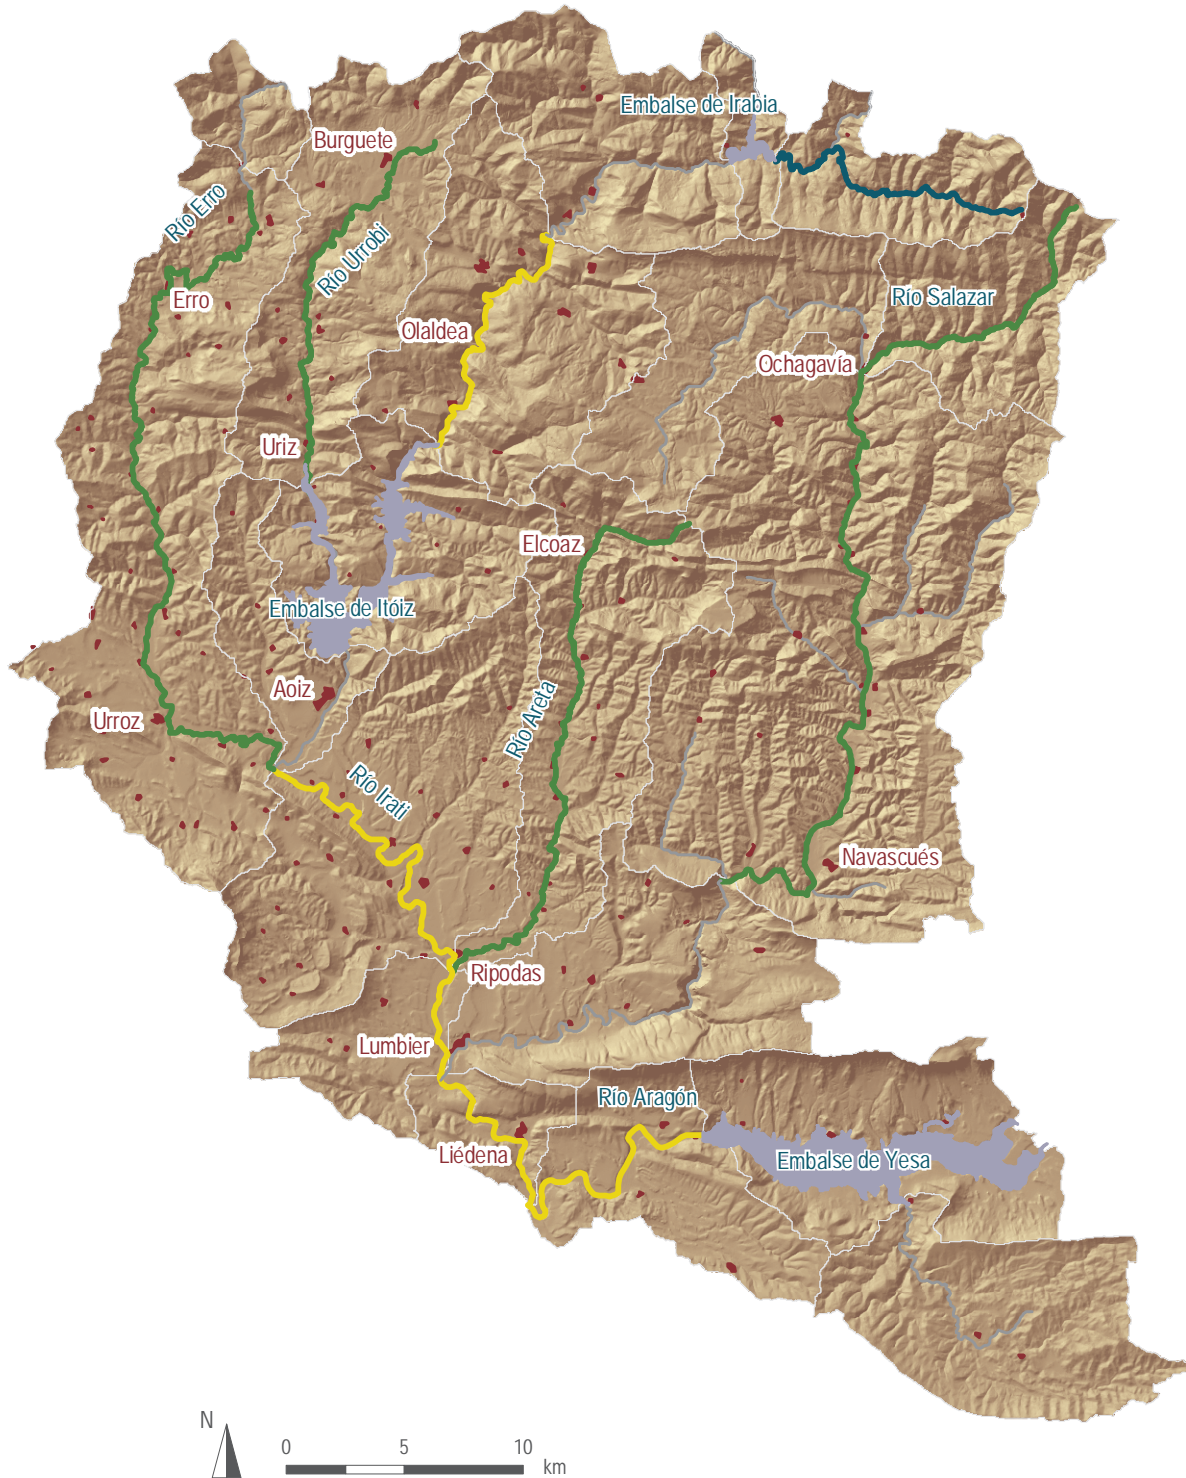 Embalse de Irabia
Burguete
Río Erro
Río Urrobi
Erro
Río Salazar
Olaldea
Ochagavía
Uriz
Elcoaz
Embalse de Itóiz
Aoiz
Urroz
Río Areta
Río Irati
Navascués
Ripodas
Lumbier
Río Aragón
Liédena
Embalse de Yesa
N
0 5 10
km